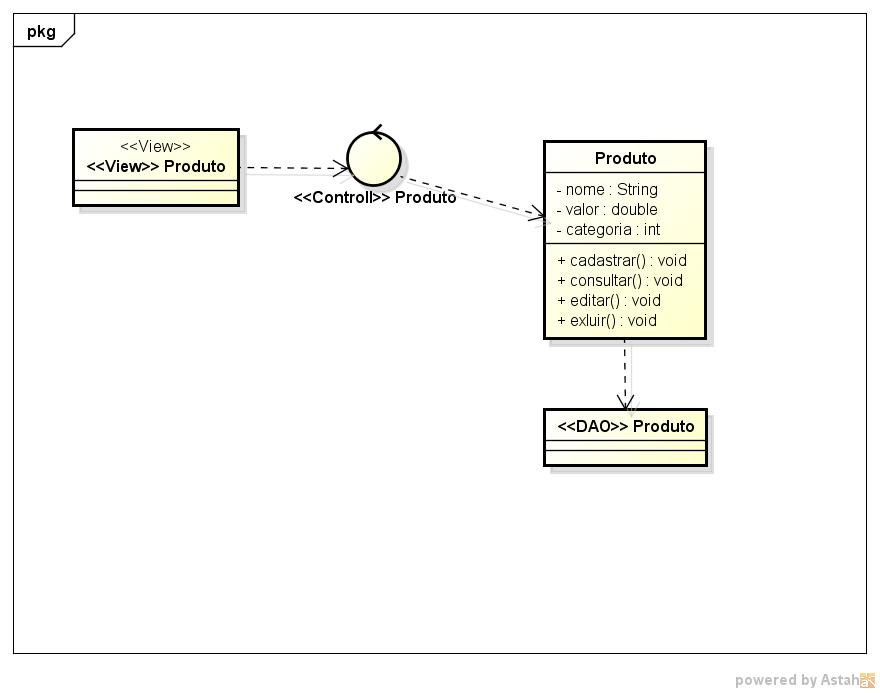 pkg
<<View>>
<<View>> Produto
<<Controll>> Produto
Produto
- nome : String
- valor : double
- categoria : int
+ cadastrar() : void
+ consultar() : void
+ editar() : void
+ exluir() : void
<<DAO>> Produto
powered by Astah